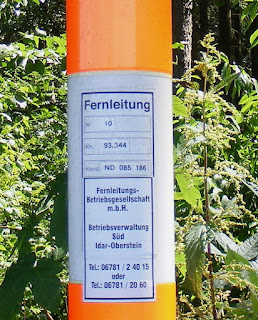 Fernleitung
Nr. 10
Km. 93.344
ND 085 186
Fernleitungs-
Betriebsgesellschaft
m.b.H.
Betriebsverwaltung
Süd
Idar-Oberstein
Tel.: 06781 / 2 40 15
oder
Tel.: 06781 / 20 60